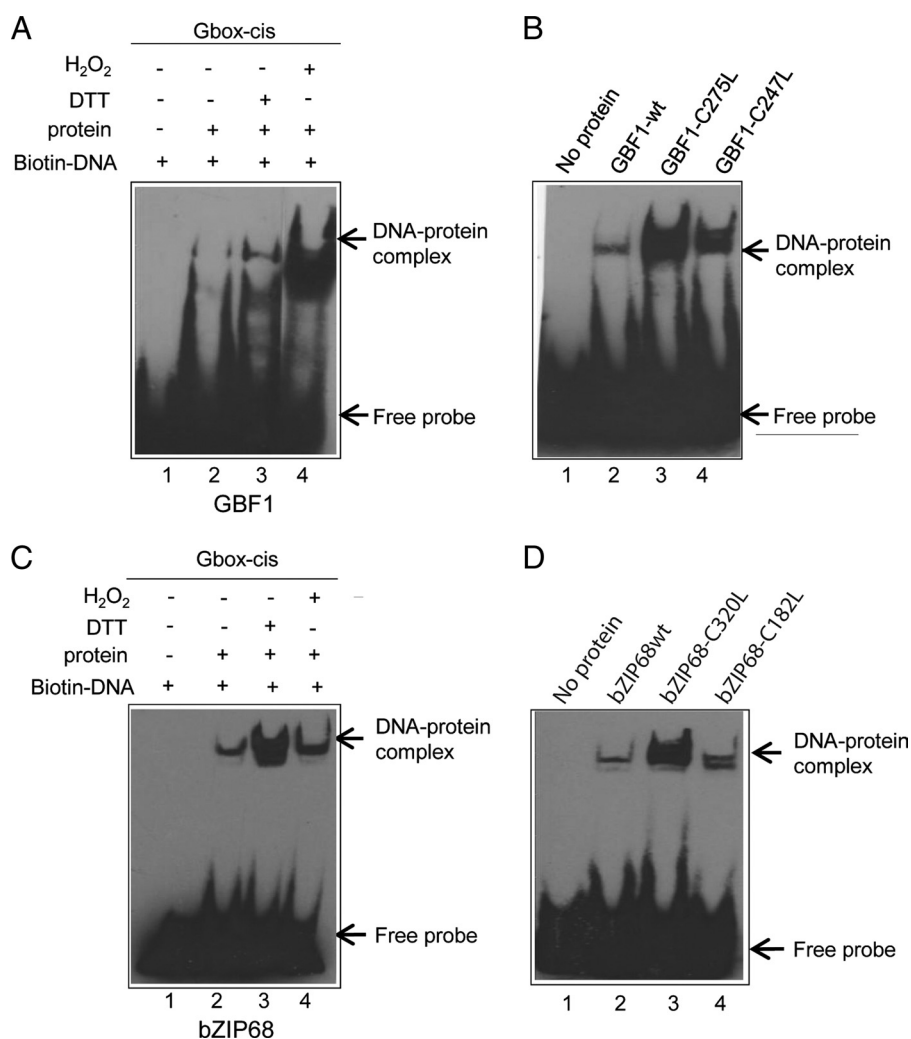 A
Gbox-cis
H₂O₂ - - - +
DTT - - + -
protein - + + +
Biotin-DNA + + + +
DNA-protein
complex
Free probe
1 2 3 4
GBF1
B
No protein
GBF1-wt
GBF1-C275L
GBF1-C247L
DNA-protein
complex
Free probe
1 2 3 4
C
Gbox-cis
H₂O₂ - - - +
DTT - - + -
protein - + + +
Biotin-DNA + + + +
DNA-protein
complex
Free probe
1 2 3 4
bZIP68
D
No protein
bZIP68wt
bZIP68-C320L
bZIP68-C182L
DNA-protein
complex
Free probe
1 2 3 4